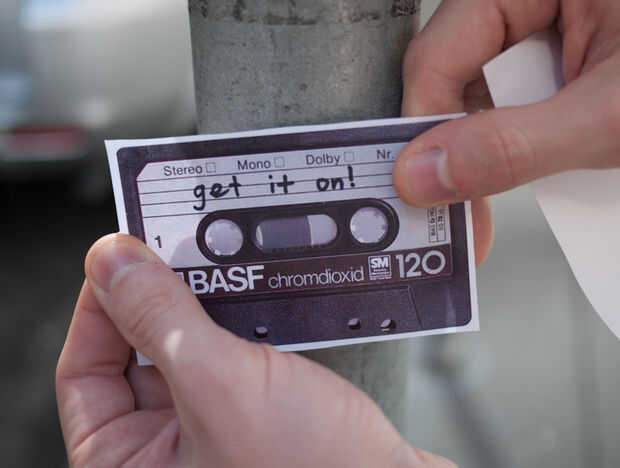 Stereo Mono Dolby Nr.
get it on!
1
BASF chromdioxid SM 120